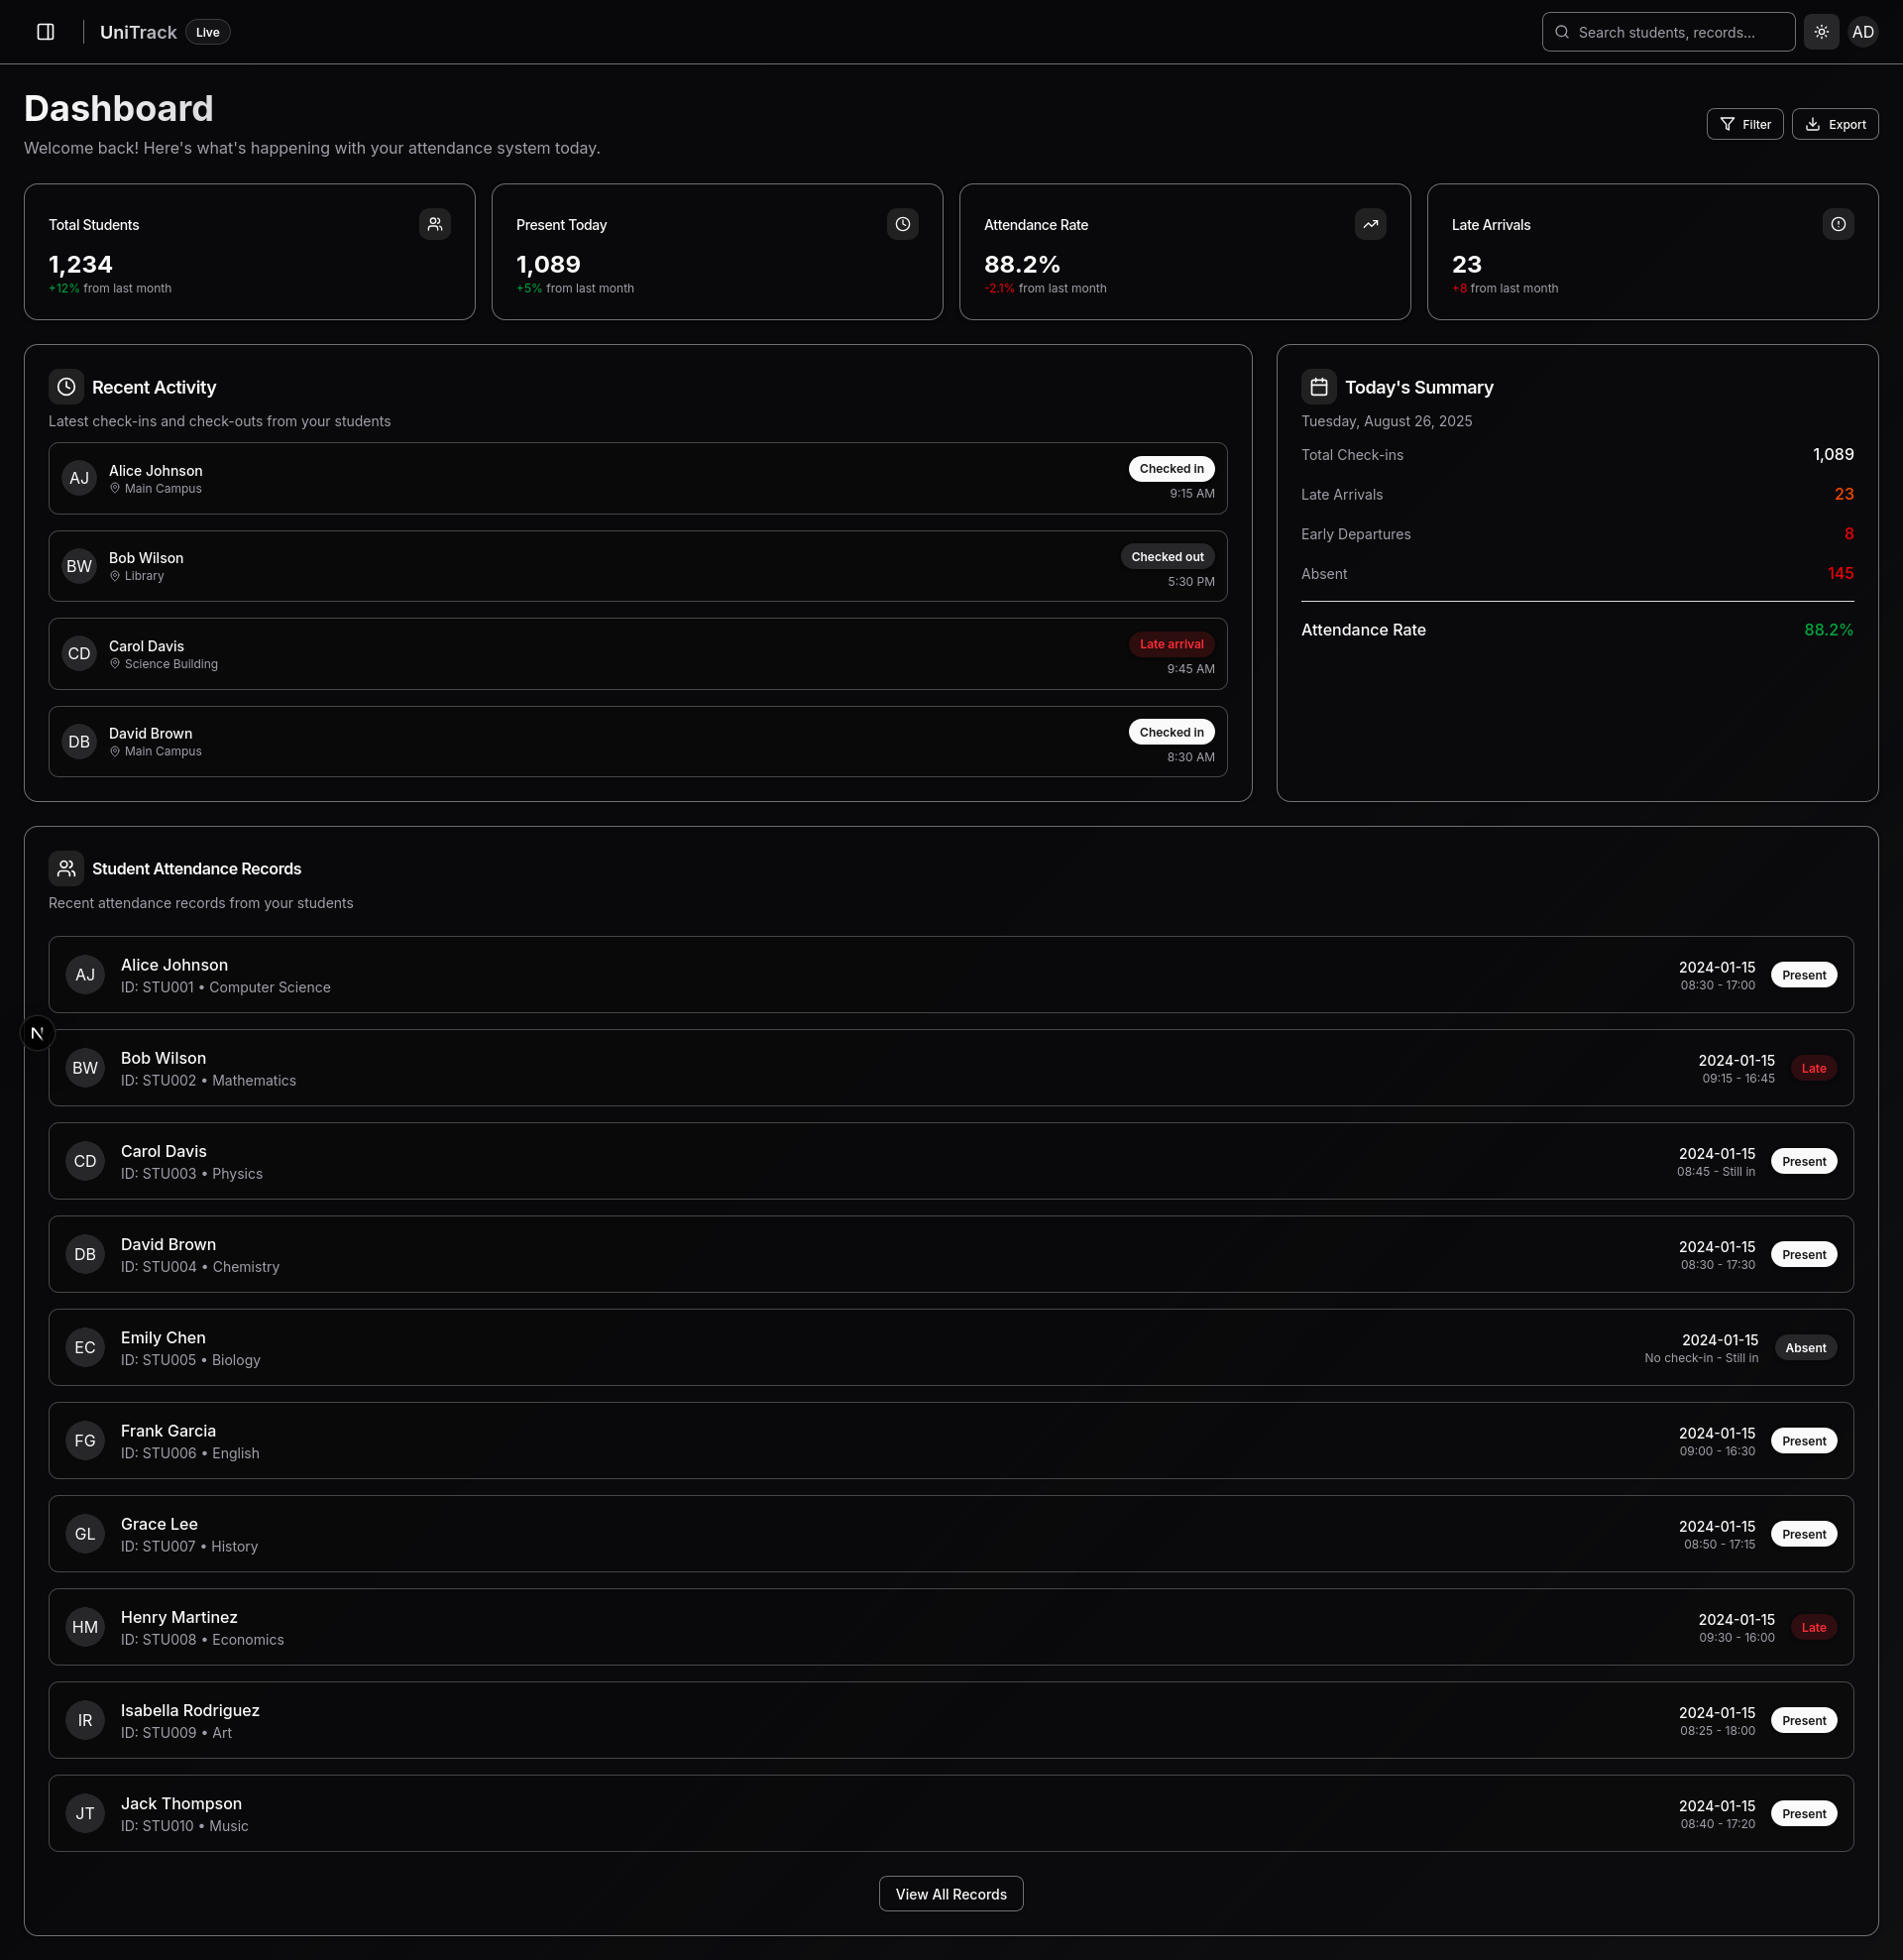 UniTrack
Live
Search students, records...
AD
Dashboard
Welcome back! Here's what's happening with your attendance system today.
Filter
Export
Total Students
1,234
+12% from last month
Present Today
1,089
+5% from last month
Attendance Rate
88.2%
-2.1% from last month
Late Arrivals
23
+8 from last month
Recent Activity
Latest check-ins and check-outs from your students
AJ
Alice Johnson
Main Campus
Checked in
9:15 AM
BW
Bob Wilson
Library
Checked out
5:30 PM
CD
Carol Davis
Science Building
Late arrival
9:45 AM
DB
David Brown
Main Campus
Checked in
8:30 AM
Today's Summary
Tuesday, August 26, 2025
Total Check-ins 1,089
Late Arrivals 23
Early Departures 8
Absent 145
Attendance Rate 88.2%
Student Attendance Records
Recent attendance records from your students
AJ
Alice Johnson
ID: STU001 • Computer Science
2024-01-15
08:30 - 17:00
Present
N
BW
Bob Wilson
ID: STU002 • Mathematics
2024-01-15
09:15 - 16:45
Late
CD
Carol Davis
ID: STU003 • Physics
2024-01-15
08:45 - Still in
Present
DB
David Brown
ID: STU004 • Chemistry
2024-01-15
08:30 - 17:30
Present
EC
Emily Chen
ID: STU005 • Biology
2024-01-15
No check-in - Still in
Absent
FG
Frank Garcia
ID: STU006 • English
2024-01-15
09:00 - 16:30
Present
GL
Grace Lee
ID: STU007 • History
2024-01-15
08:50 - 17:15
Present
HM
Henry Martinez
ID: STU008 • Economics
2024-01-15
09:30 - 16:00
Late
IR
Isabella Rodriguez
ID: STU009 • Art
2024-01-15
08:25 - 18:00
Present
JT
Jack Thompson
ID: STU010 • Music
2024-01-15
08:40 - 17:20
Present
View All Records